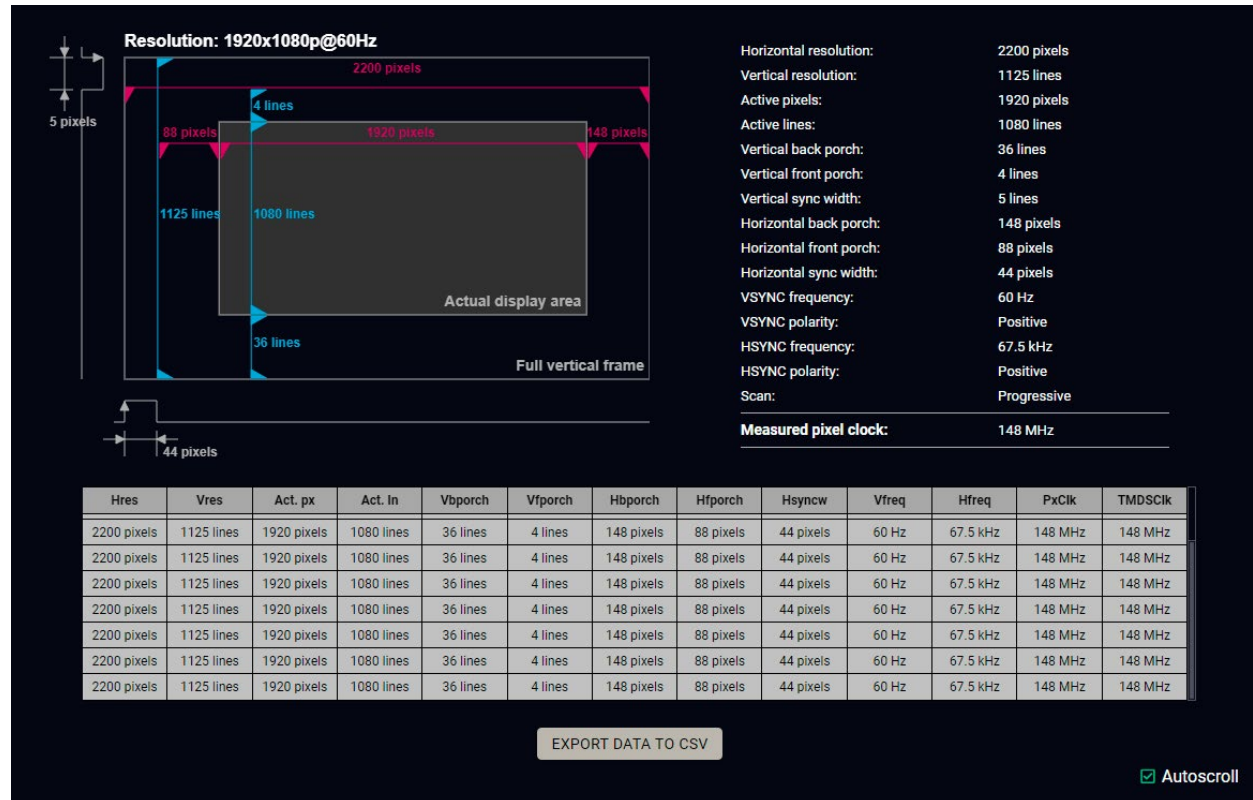 Resolution: 1920x1080p@60Hz
2200 pixels
4 lines
5 pixels
88 pixels 1920 pixels 148 pixels
1125 lines 1080 lines
Actual display area
36 lines
Full vertical frame
44 pixels
Horizontal resolution: 2200 pixels
Vertical resolution: 1125 lines
Active pixels: 1920 pixels
Active lines: 1080 lines
Vertical back porch: 36 lines
Vertical front porch: 4 lines
Vertical sync width: 5 lines
Horizontal back porch: 148 pixels
Horizontal front porch: 88 pixels
Horizontal sync width: 44 pixels
VSYNC frequency: 60 Hz
VSYNC polarity: Positive
HSYNC frequency: 67.5 kHz
HSYNC polarity: Positive
Scan: Progressive
Measured pixel clock: 148 MHz
Hres Vres Act. px Act. ln Vbporch Vfporch Hbporch Hfporch Hsyncw Vfreq Hfreq PxClk TMDSClk
2200 pixels 1125 lines 1920 pixels 1080 lines 36 lines 4 lines 148 pixels 88 pixels 44 pixels 60 Hz 67.5 kHz 148 MHz 148 MHz
2200 pixels 1125 lines 1920 pixels 1080 lines 36 lines 4 lines 148 pixels 88 pixels 44 pixels 60 Hz 67.5 kHz 148 MHz 148 MHz
2200 pixels 1125 lines 1920 pixels 1080 lines 36 lines 4 lines 148 pixels 88 pixels 44 pixels 60 Hz 67.5 kHz 148 MHz 148 MHz
2200 pixels 1125 lines 1920 pixels 1080 lines 36 lines 4 lines 148 pixels 88 pixels 44 pixels 60 Hz 67.5 kHz 148 MHz 148 MHz
2200 pixels 1125 lines 1920 pixels 1080 lines 36 lines 4 lines 148 pixels 88 pixels 44 pixels 60 Hz 67.5 kHz 148 MHz 148 MHz
2200 pixels 1125 lines 1920 pixels 1080 lines 36 lines 4 lines 148 pixels 88 pixels 44 pixels 60 Hz 67.5 kHz 148 MHz 148 MHz
2200 pixels 1125 lines 1920 pixels 1080 lines 36 lines 4 lines 148 pixels 88 pixels 44 pixels 60 Hz 67.5 kHz 148 MHz 148 MHz
EXPORT DATA TO CSV
Autoscroll